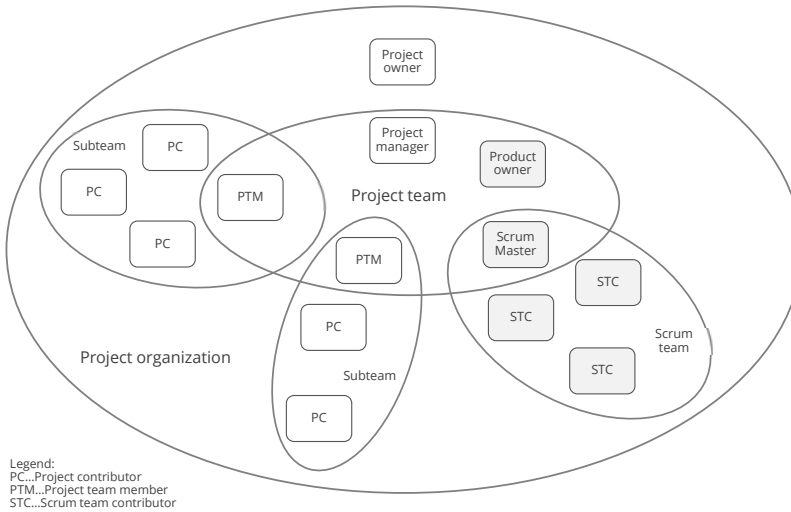 Project
owner
Project
manager
Product
owner
Subteam
PC
PC
PTM
PC
Project team
Scrum
Master
PTM
STC
STC
PC
Scrum
team
Project organization
Subteam
STC
PC
Legend:
PC...Project contributor
PTM...Project team member
STC...Scrum team contributor